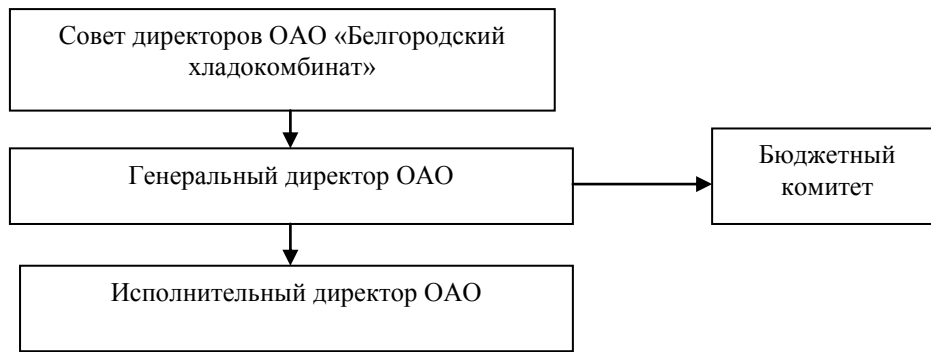 Совет директоров ОАО «Белгородский
хладокомбинат»
Генеральный директор ОАО
Бюджетный
комитет
Исполнительный директор ОАО